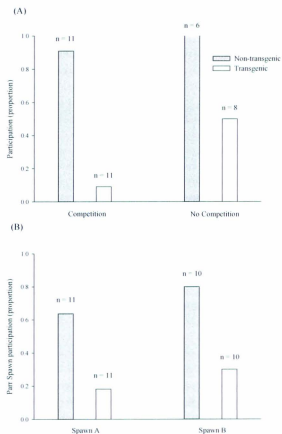 (A)
n = 11
n = 6
1.0
Non-transgenic
Transgenic
0.8
0.6
n = 8
0.4
n = 11
0.2
0.0
Participation (proportion)
Competition
No Competition
(B)
1.0
n = 10
n = 11
0.8
0.6
0.4
n = 10
n = 11
0.2
0.0
Parr Spawn participation (proportion)
Spawn A
Spawn B